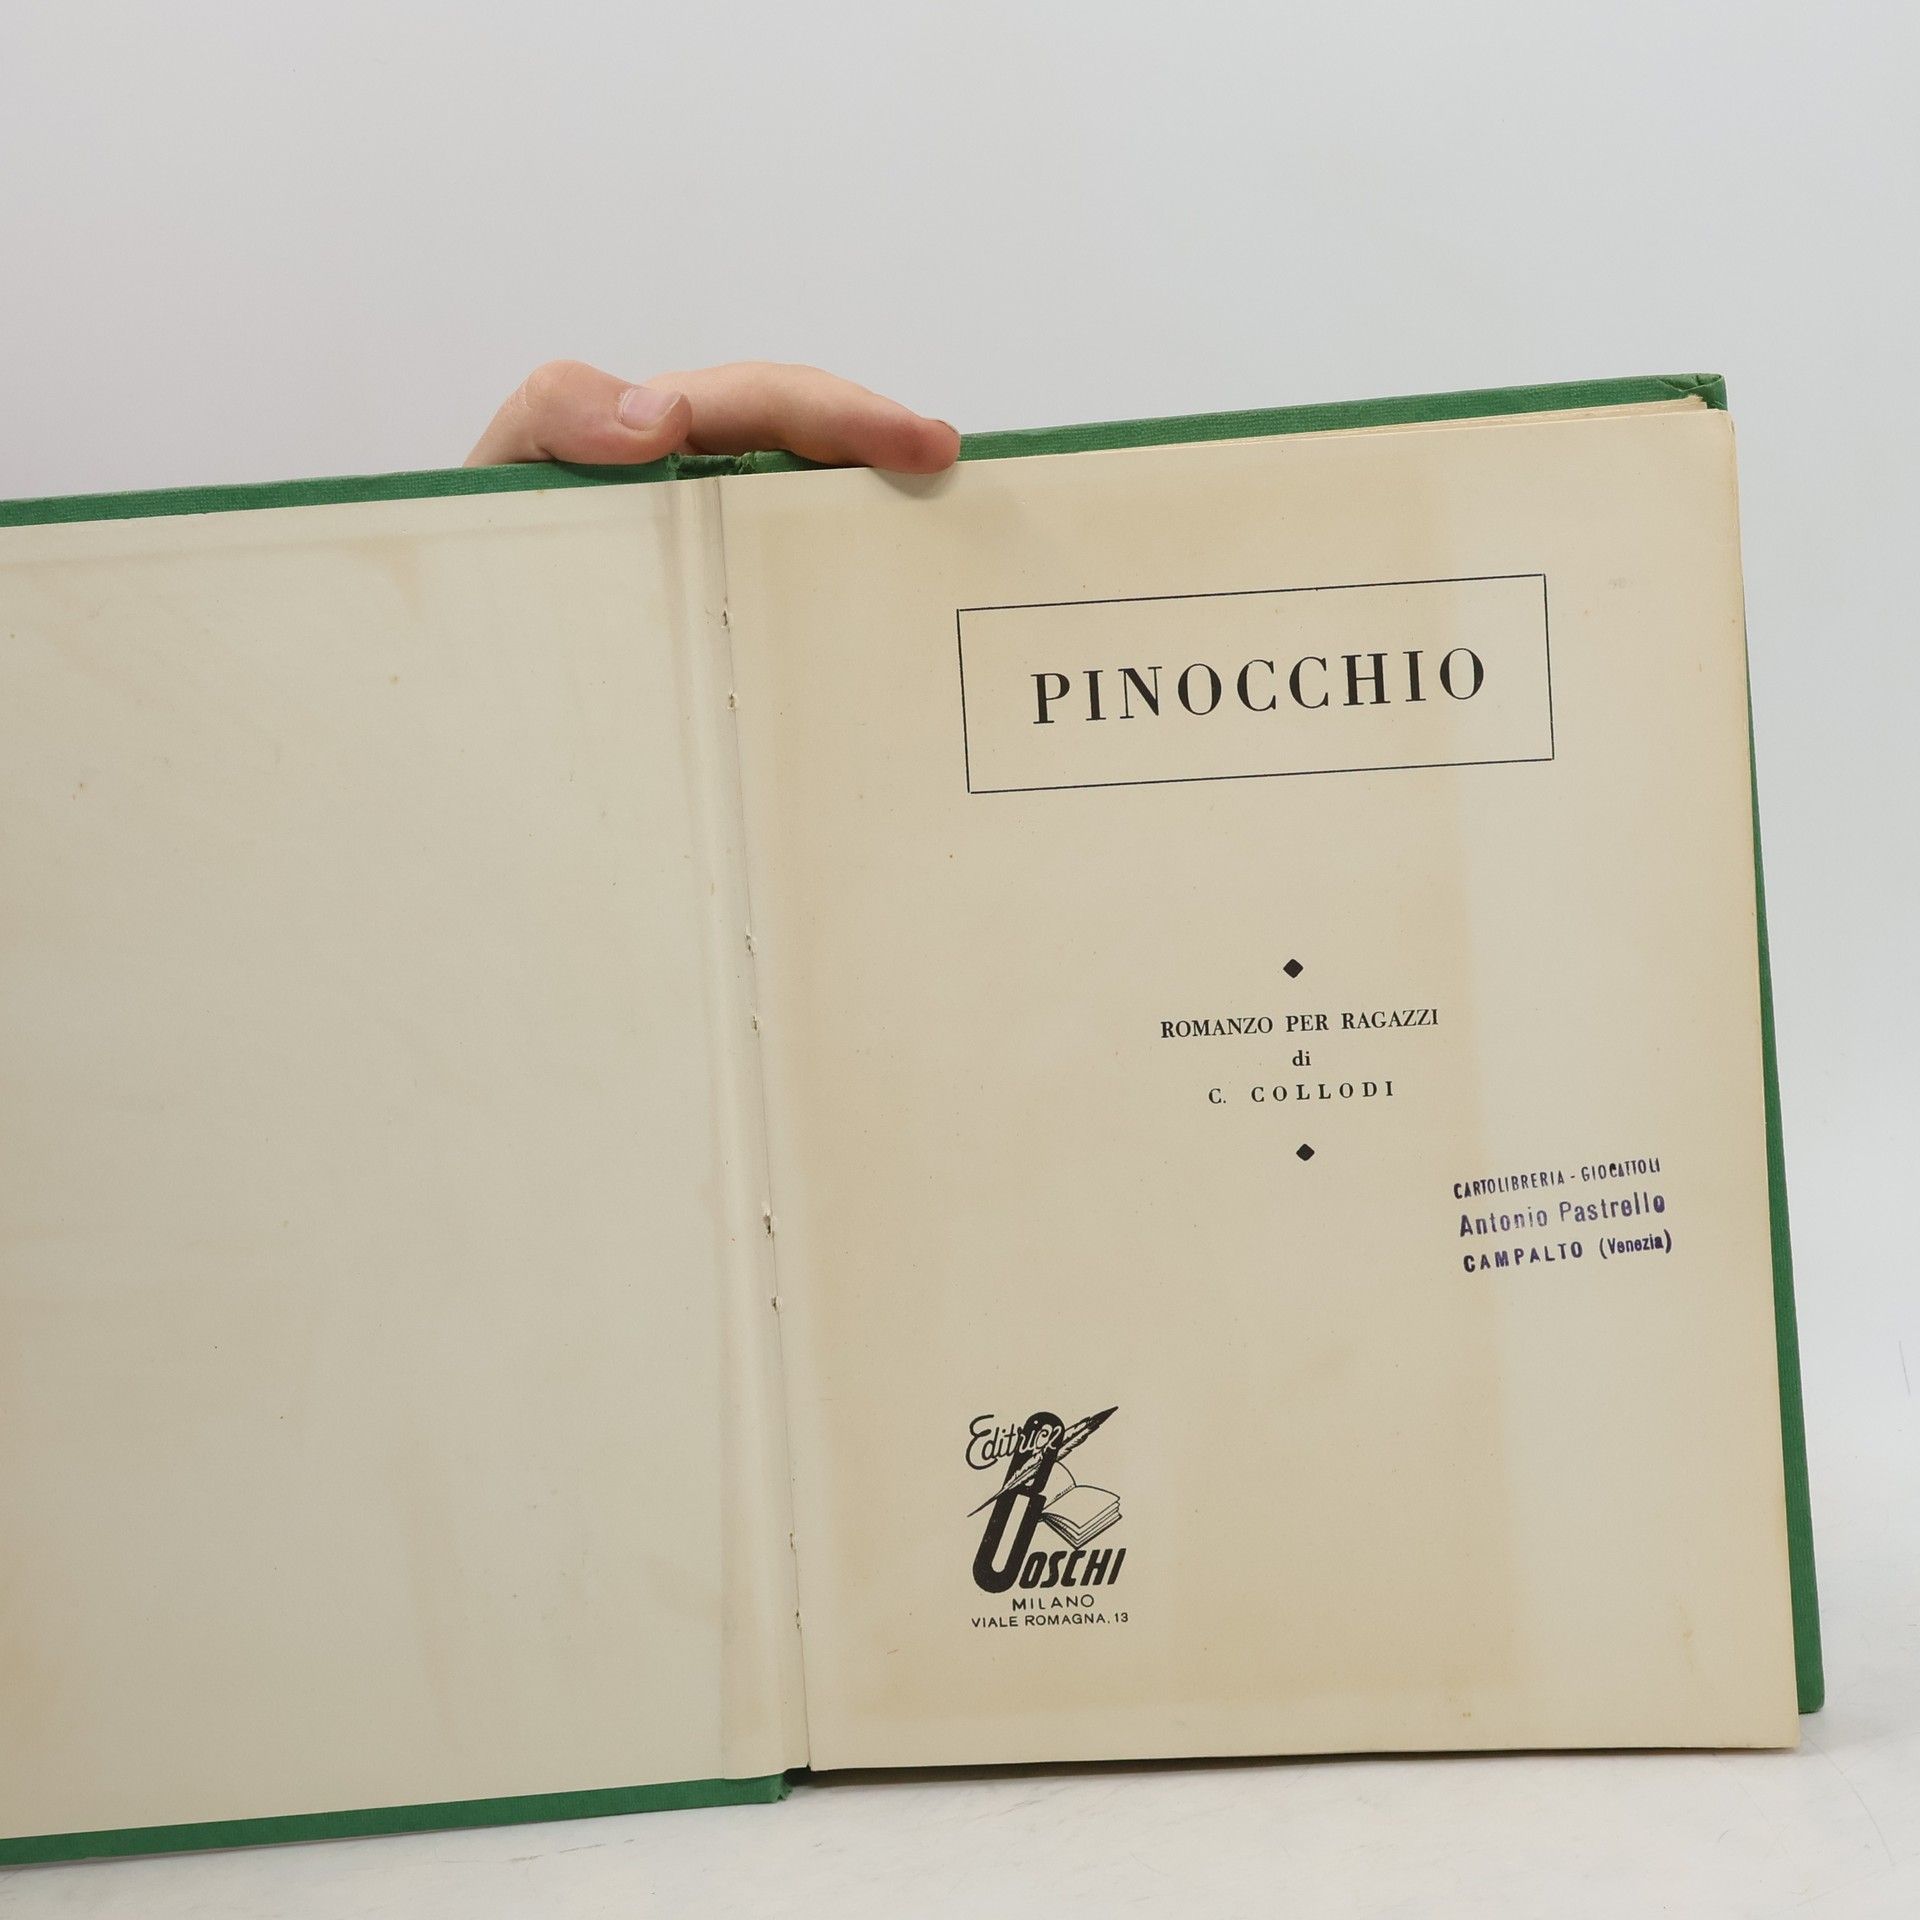 PINOCCHIO
ROMANZO PER RAGAZZI
di
C. COLLODI
CARTOLIBRERIA - GIOCATTOLI
Antonio Pastrello
CAMPALTO (Venezia)
Editrice
BOSCHI
MILANO
VIALE ROMAGNA, 13